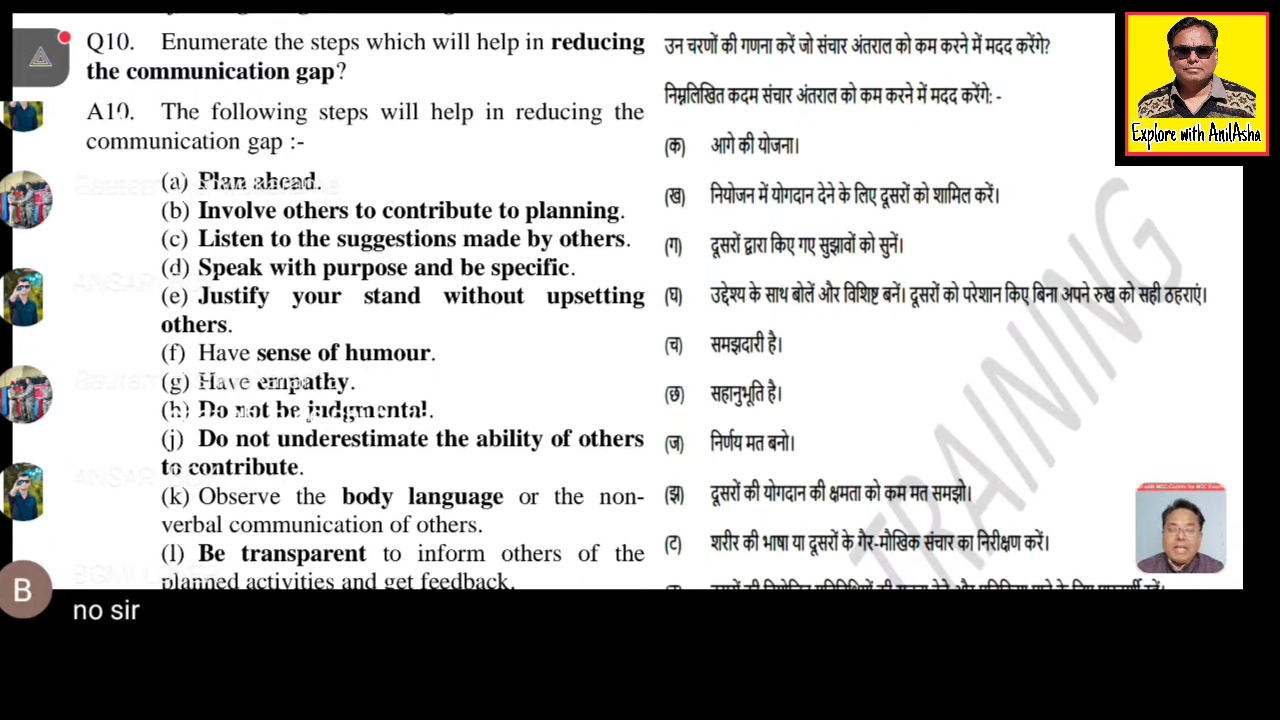 Q10. Enumerate the steps which will help in reducing
the communication gap?
A10. The following steps will help in reducing the
communication gap :-
(a) Plan ahead.
(b) Involve others to contribute to planning.
(c) Listen to the suggestions made by others.
(d) Speak with purpose and be specific.
(e) Justify your stand without upsetting
others.
(f) Have sense of humour.
(g) Have empathy.
(h) Do not be judgmental.
(j) Do not underestimate the ability of others
to contribute.
(k) Observe the body language or the non-
verbal communication of others.
(l) Be transparent to inform others of the
planned activities and get feedback.
उन चरणों की गणना करें जो संचार अंतराल को कम करने में मदद करेंगे?
निम्नलिखित कदम संचार अंतराल को कम करने में मदद करेंगे: -
(क) आगे की योजना।
(ख) नियोजन में योगदान देने के लिए दूसरों को शामिल करें।
(ग) दूसरों द्वारा किए गए सुझावों को सुनें।
(घ) उद्देश्य के साथ बोलें और विशिष्ट बनें। दूसरों को परेशान किए बिना अपने रुख को सही ठहराएं।
(च) समझदारी है।
(छ) सहानुभूति है।
(ज) निर्णय मत बनो।
(झ) दूसरों की योगदान की क्षमता को कम मत समझो।
(ट) शरीर की भाषा या दूसरों के गैर-मौखिक संचार का निरीक्षण करें।
TRAINING
Explore with AnilAsha
B
no sir